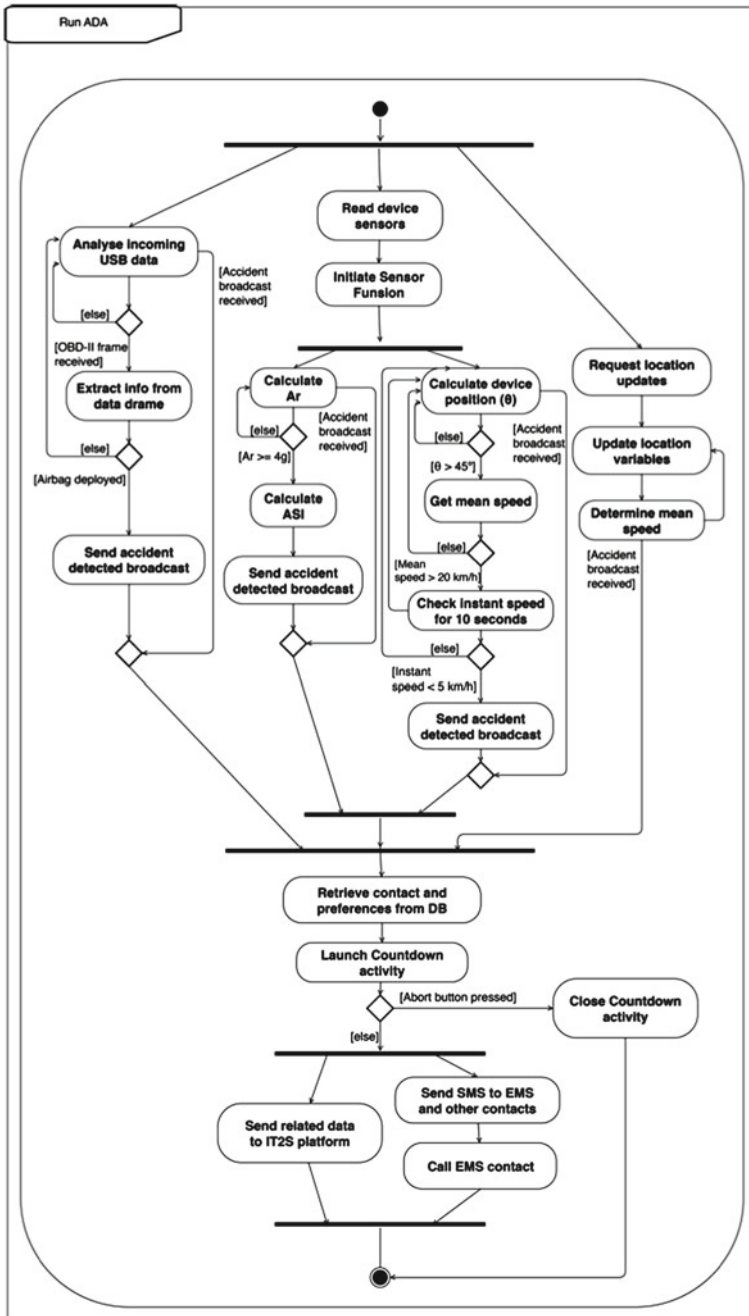 Run ADA
Read device
sensors
Analyse incoming
USB data
[Accident
broadcast
received]
Initiate Sensor
Funsion
[else]
[OBD-II frame
received]
Extract info from
data drame
[else]
[Airbag deployed]
Send accident
detected broadcast
Calculate
Ar
[Accident
broadcast
received]
[else]
[Ar >= 4g]
Calculate
ASI
Send accident
detected broadcast
Calculate device
position (θ)
[Accident
broadcast
received]
[else]
[θ > 45°]
Get mean speed
[else]
[Mean
speed > 20 km/h]
Check instant speed
for 10 seconds
[else]
[Instant
speed < 5 km/h]
Send accident
detected broadcast
Request location
updates
Update location
variables
Determine mean
speed
[Accident
broadcast
received]
Retrieve contact and
preferences from DB
Launch Countdown
activity
[Abort button pressed]
Close Countdown
activity
[else]
Send related data
to IT2S platform
Send SMS to EMS
and other contacts
Call EMS contact